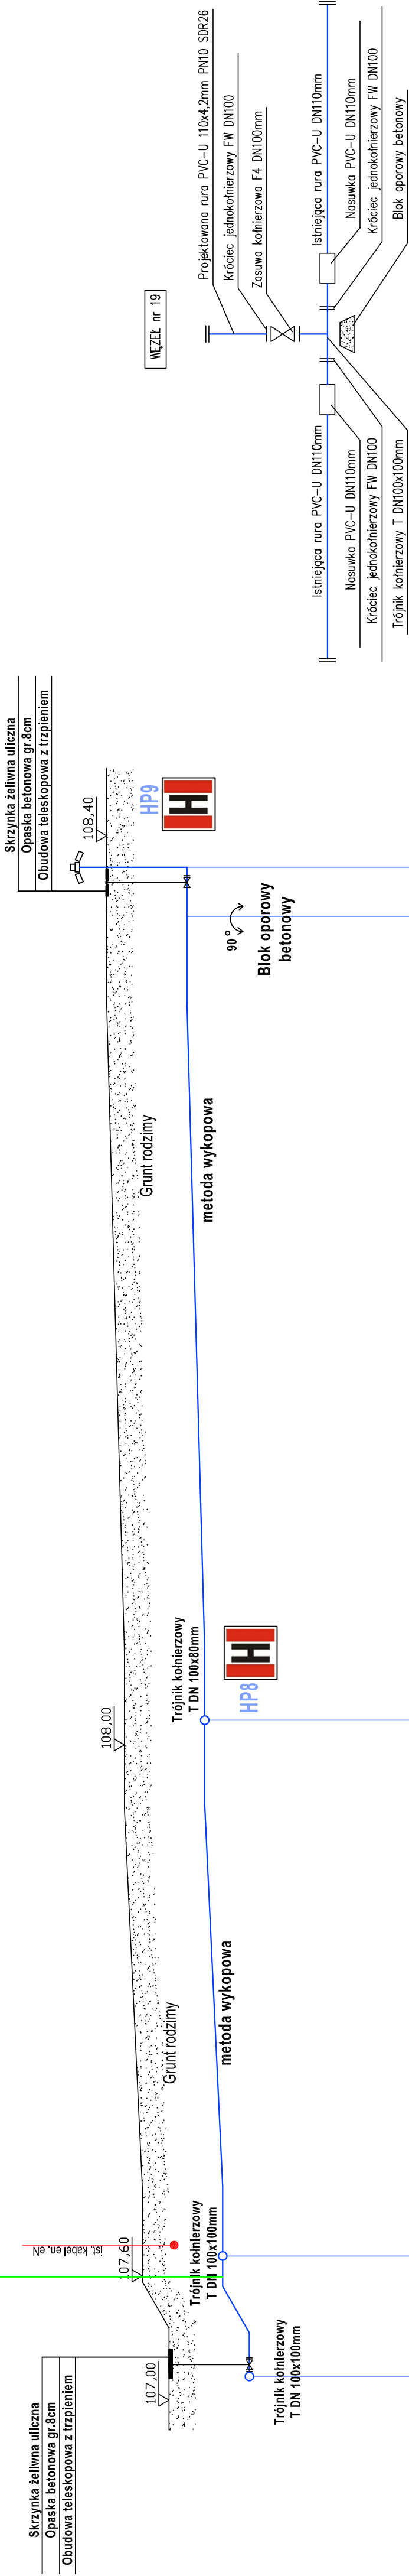 Skrzynka żeliwna uliczna
Opaska betonowa gr.8cm
Obudowa teleskopowa z trzpieniem
107,00
107,60
ist. kabel en. eN
Trójnik kołnierzowy
T DN 100x100mm
Trójnik kołnierzowy
T DN 100x100mm
Grunt rodzimy
metoda wykopowa
108,00
Trójnik kołnierzowy
T DN 100x80mm
HP8
H
Grunt rodzimy
metoda wykopowa
Skrzynka żeliwna uliczna
Opaska betonowa gr.8cm
Obudowa teleskopowa z trzpieniem
108,40
HP9
H
90°
Blok oporowy
betonowy
WĘZEŁ nr 19
Projektowana rura PVC-U 110x4,2mm PN10 SDR26
Króciec jednokołnierzowy FW DN100
Zasuwa kołnierzowa F4 DN100mm
Istniejąca rura PVC-U DN110mm
Nasuwka PVC-U DN110mm
Króciec jednokołnierzowy FW DN100
Trójnik kołnierzowy T DN100x100mm
Istniejąca rura PVC-U DN110mm
Nasuwka PVC-U DN110mm
Króciec jednokołnierzowy FW DN100
Blok oporowy betonowy